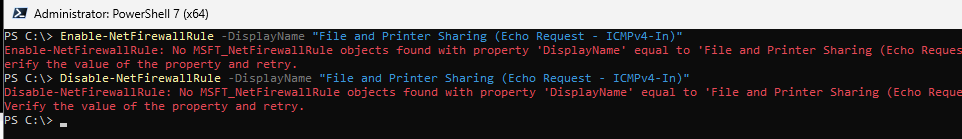 Administrator: PowerShell 7 (x64)
PS C:\> Enable-NetFirewallRule -DisplayName "File and Printer Sharing (Echo Request - ICMPv4-In)"
Enable-NetFirewallRule: No MSFT_NetFirewallRule objects found with property 'DisplayName' equal to 'File and Printer Sharing (Echo Reques
erify the value of the property and retry.
PS C:\> Disable-NetFirewallRule -DisplayName "File and Printer Sharing (Echo Request - ICMPv4-In)"
Disable-NetFirewallRule: No MSFT_NetFirewallRule objects found with property 'DisplayName' equal to 'File and Printer Sharing (Echo Reque
Verify the value of the property and retry.
PS C:\>